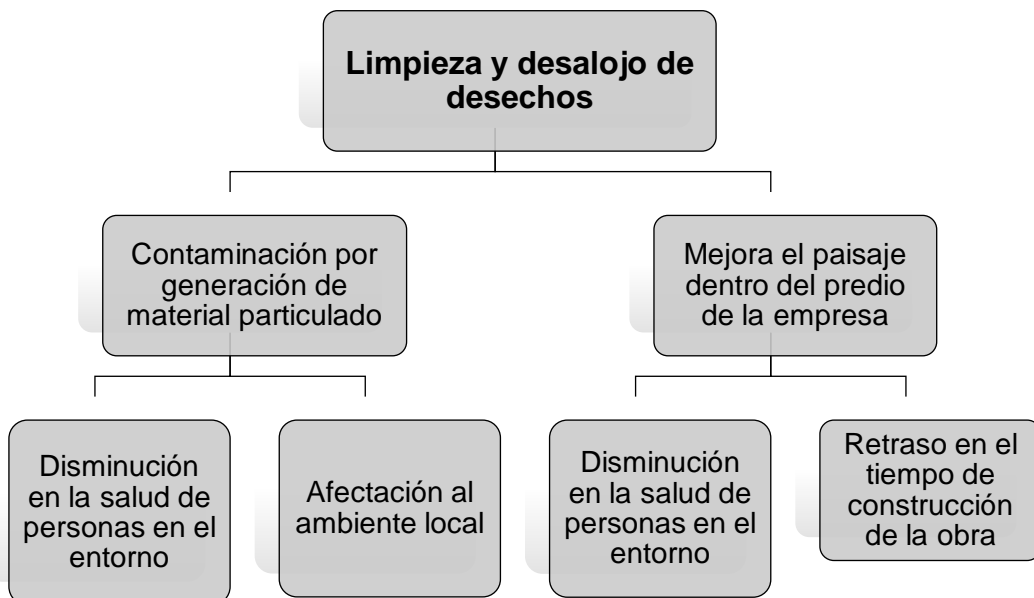 Limpieza y desalojo de
desechos
Contaminación por
generación de
material particulado
Mejora el paisaje
dentro del predio
de la empresa
Disminución
en la salud de
personas en el
entorno
Afectación al
ambiente local
Disminución
en la salud de
personas en el
entorno
Retraso en el
tiempo de
construcción
de la obra